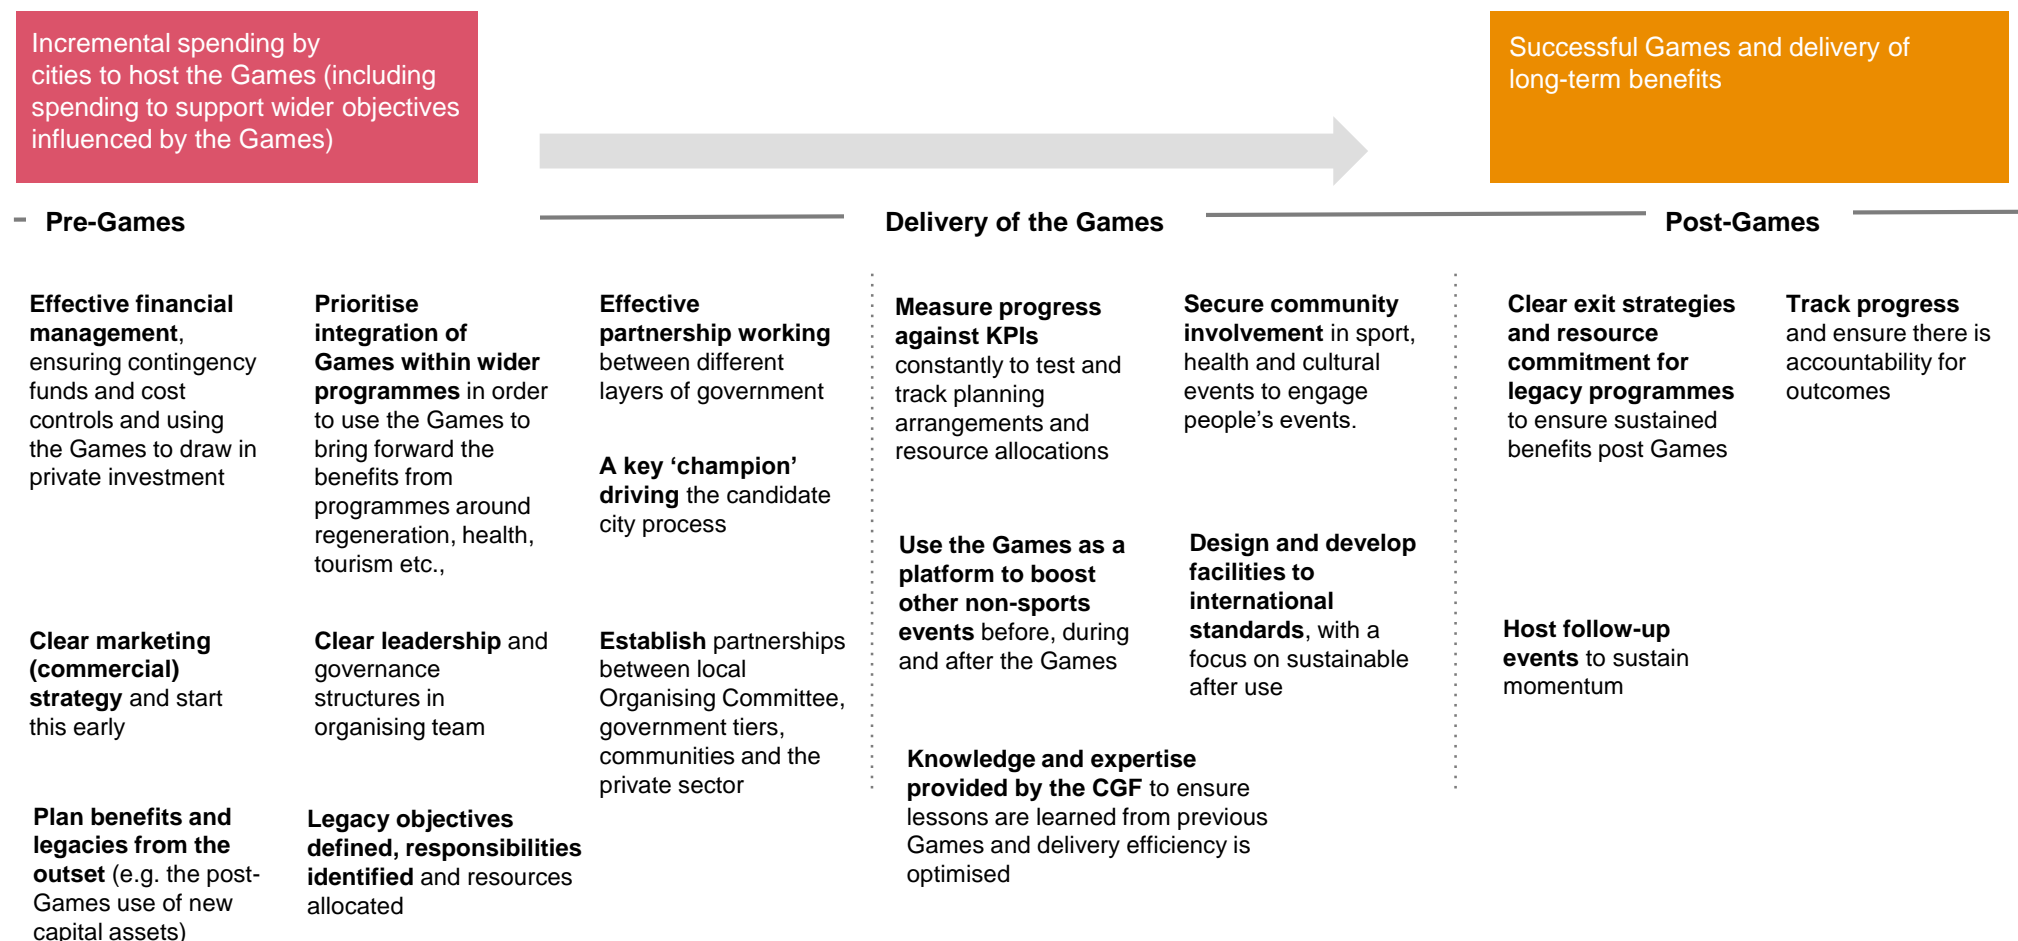 Incremental spending by
cities to host the Games (including
spending to support wider objectives
influenced by the Games)
Successful Games and delivery of
long-term benefits
Pre-Games
Delivery of the Games
Post-Games
Effective financial
management,
ensuring contingency
funds and cost
controls and using
the Games to draw in
private investment
Prioritise
integration of
Games within wider
programmes in order
to use the Games to
bring forward the
benefits from
programmes around
regeneration, health,
tourism etc.,
Effective
partnership working
between different
layers of government
A key ‘champion’
driving the candidate
city process
Clear marketing
(commercial)
strategy and start
this early
Clear leadership and
governance
structures in
organising team
Establish partnerships
between local
Organising Committee,
government tiers,
communities and the
private sector
Plan benefits and
legacies from the
outset (e.g. the post-
Games use of new
capital assets)
Legacy objectives
defined, responsibilities
identified and resources
allocated
Measure progress
against KPIs
constantly to test and
track planning
arrangements and
resource allocations
Secure community
involvement in sport,
health and cultural
events to engage
people’s events.
Use the Games as a
platform to boost
other non-sports
events before, during
and after the Games
Design and develop
facilities to
international
standards, with a
focus on sustainable
after use
Knowledge and expertise
provided by the CGF to ensure
lessons are learned from previous
Games and delivery efficiency is
optimised
Clear exit strategies
and resource
commitment for
legacy programmes
to ensure sustained
benefits post Games
Track progress
and ensure there is
accountability for
outcomes
Host follow-up
events to sustain
momentum